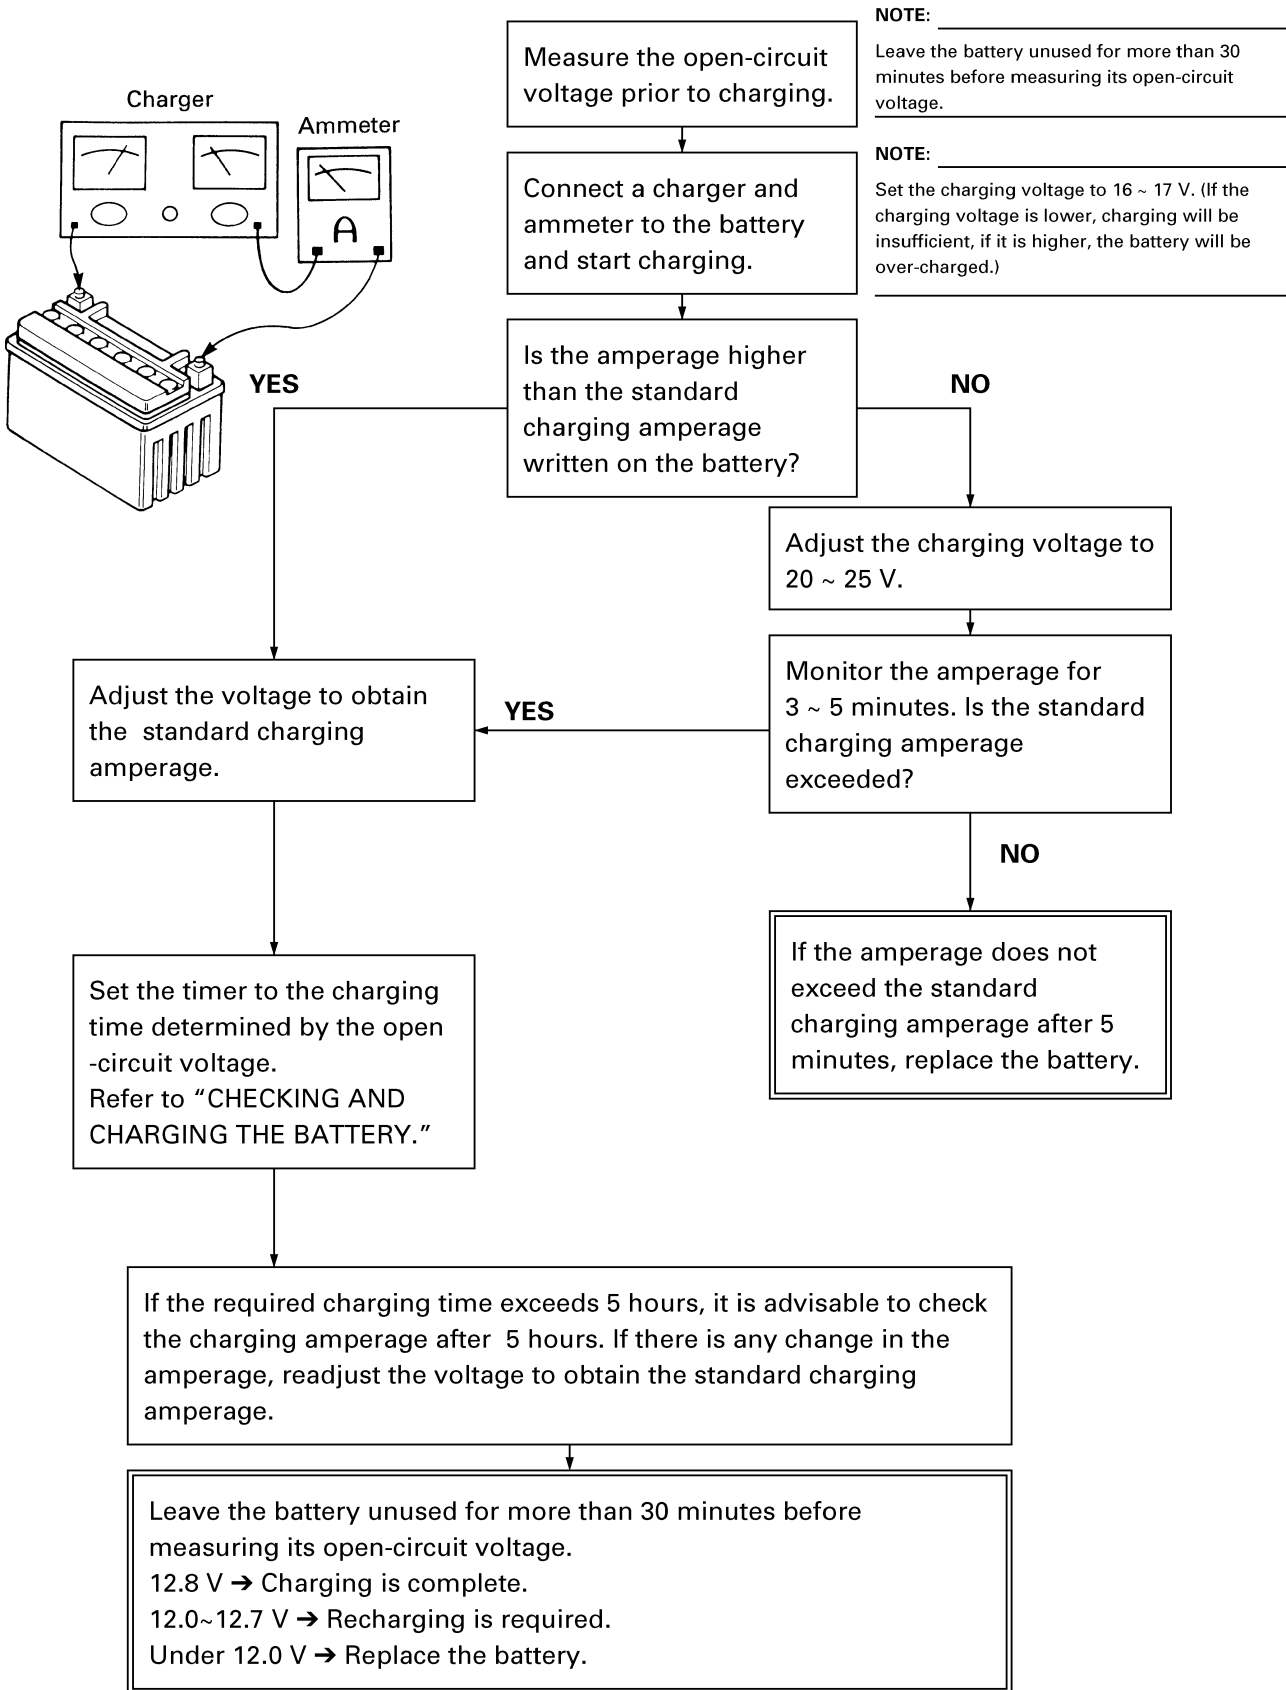 Charger
Ammeter
A
Measure the open-circuit
voltage prior to charging.
NOTE:
Leave the battery unused for more than 30
minutes before measuring its open-circuit
voltage.
Connect a charger and
ammeter to the battery
and start charging.
NOTE:
Set the charging voltage to 16 ~ 17 V. (If the
charging voltage is lower, charging will be
insufficient, if it is higher, the battery will be
over-charged.)
Is the amperage higher
than the standard
charging amperage
written on the battery?
YES
NO
Adjust the charging voltage to
20 ~ 25 V.
Monitor the amperage for
3 ~ 5 minutes. Is the standard
charging amperage
exceeded?
YES
NO
Adjust the voltage to obtain
the  standard charging
amperage.
If the amperage does not
exceed the standard
charging amperage after 5
minutes, replace the battery.
Set the timer to the charging
time determined by the open
-circuit voltage.
Refer to “CHECKING AND
CHARGING THE BATTERY.”
If the required charging time exceeds 5 hours, it is advisable to check
the charging amperage after  5 hours. If there is any change in the
amperage, readjust the voltage to obtain the standard charging
amperage.
Leave the battery unused for more than 30 minutes before
measuring its open-circuit voltage.
12.8 V ➔ Charging is complete.
12.0~12.7 V ➔ Recharging is required.
Under 12.0 V ➔ Replace the battery.